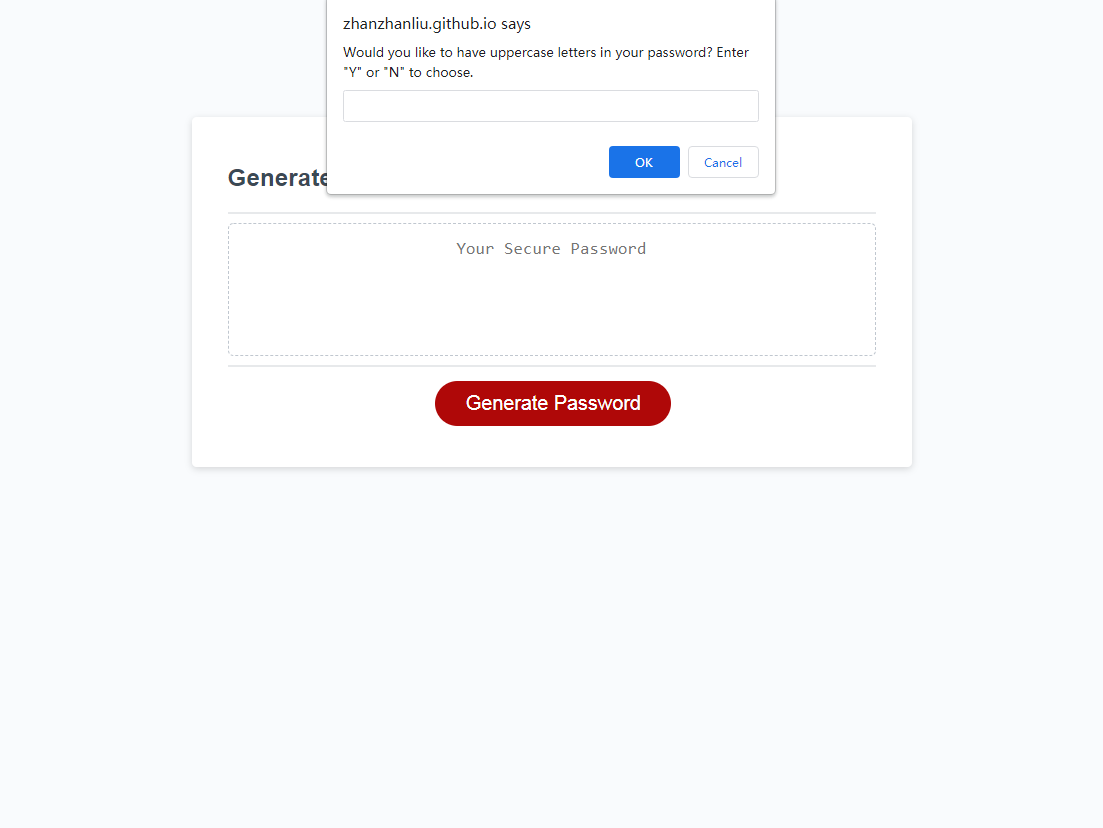 zhanzhanliu.github.io says
Would you like to have uppercase letters in your password? Enter
"Y" or "N" to choose.
OK Cancel
Generate
Your Secure Password
Generate Password